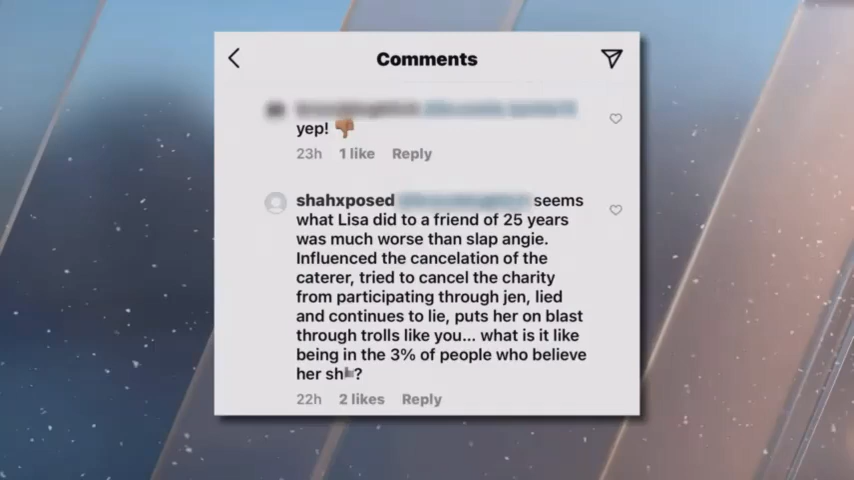 Comments
yep!
23h 1 like Reply
shahxposed seems
what Lisa did to a friend of 25 years
was much worse than slap angie.
Influenced the cancelation of the
caterer, tried to cancel the charity
from participating through jen, lied
and continues to lie, puts her on blast
through trolls like you... what is it like
being in the 3% of people who believe
her sh ?
22h 2 likes Reply